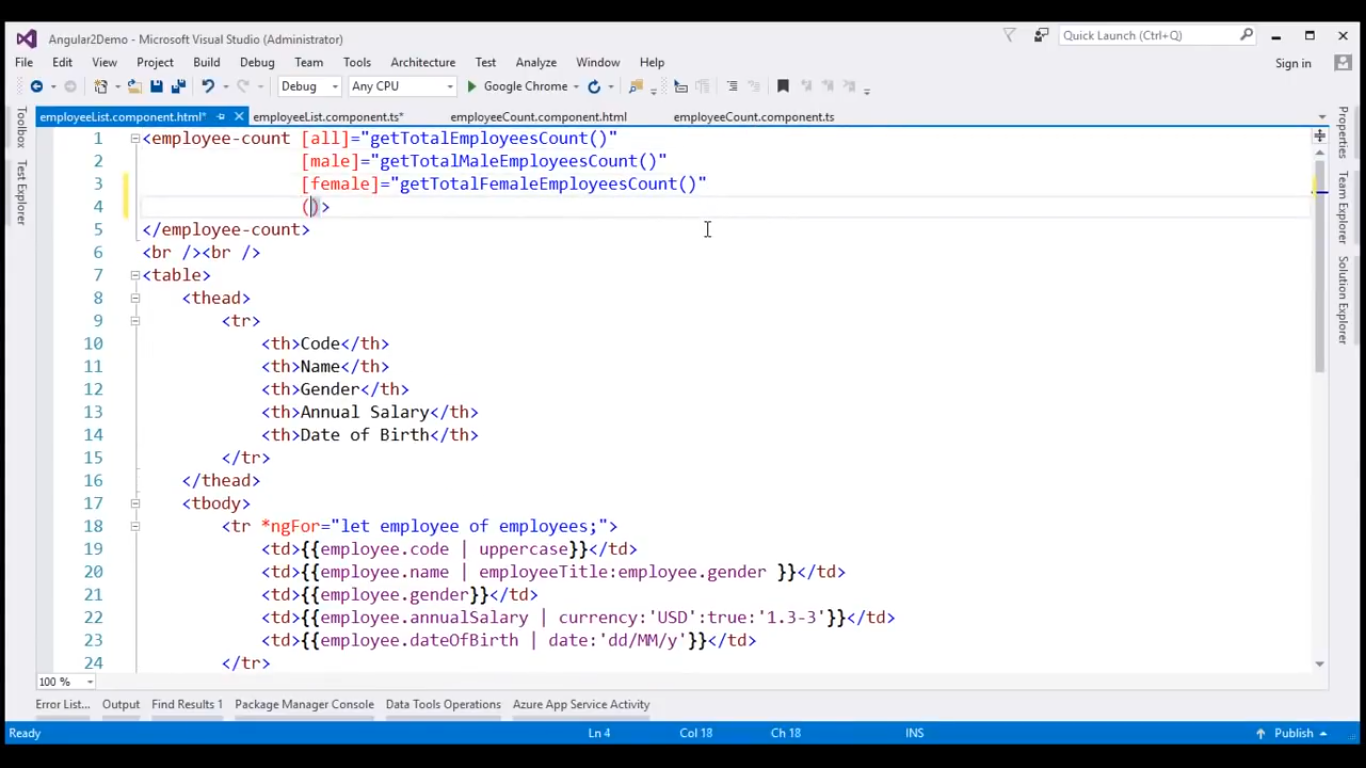 Angular2Demo - Microsoft Visual Studio (Administrator)
Quick Launch (Ctrl+Q)
File Edit View Project Build Debug Team Tools Architecture Test Analyze Window Help
Sign in
Debug Any CPU Google Chrome
employeeList.component.html* employeeList.component.ts* employeeCount.component.html employeeCount.component.ts
Toolbox
Test Explorer
1 <employee-count [all]="getTotalEmployeesCount()"
2 [male]="getTotalMaleEmployeesCount()"
3 [female]="getTotalFemaleEmployeesCount()"
4 ()>
5 </employee-count>
6 <br /><br />
7 <table>
8 <thead>
9 <tr>
10 <th>Code</th>
11 <th>Name</th>
12 <th>Gender</th>
13 <th>Annual Salary</th>
14 <th>Date of Birth</th>
15 </tr>
16 </thead>
17 <tbody>
18 <tr *ngFor="let employee of employees;">
19 <td>{{employee.code | uppercase}}</td>
20 <td>{{employee.name | employeeTitle:employee.gender }}</td>
21 <td>{{employee.gender}}</td>
22 <td>{{employee.annualSalary | currency:'USD':true:'1.3-3'}}</td>
23 <td>{{employee.dateOfBirth | date:'dd/MM/y'}}</td>
24 </tr>
Properties
Team Explorer
Solution Explorer
100 %
Error List... Output Find Results 1 Package Manager Console Data Tools Operations Azure App Service Activity
Ready Ln 4 Col 18 Ch 18 INS Publish